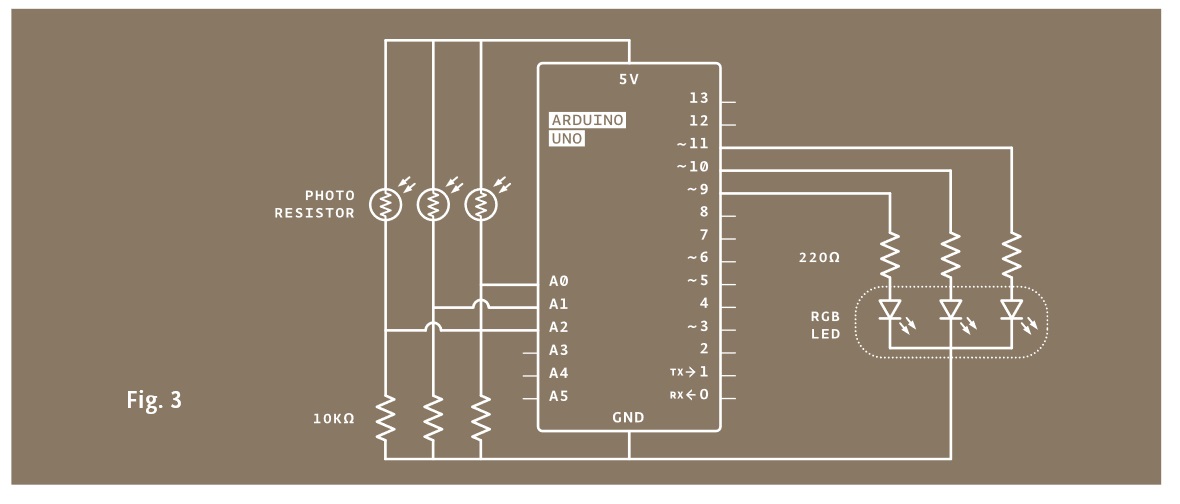 5V
ARDUINO
UNO
13
12
~11
~10
~9
8
7
~6
~5
4
~3
2
TX→1
RX←0
PHOTO
RESISTOR
A0
A1
A2
A3
A4
A5
GND
10KΩ
220Ω
RGB
LED
Fig. 3